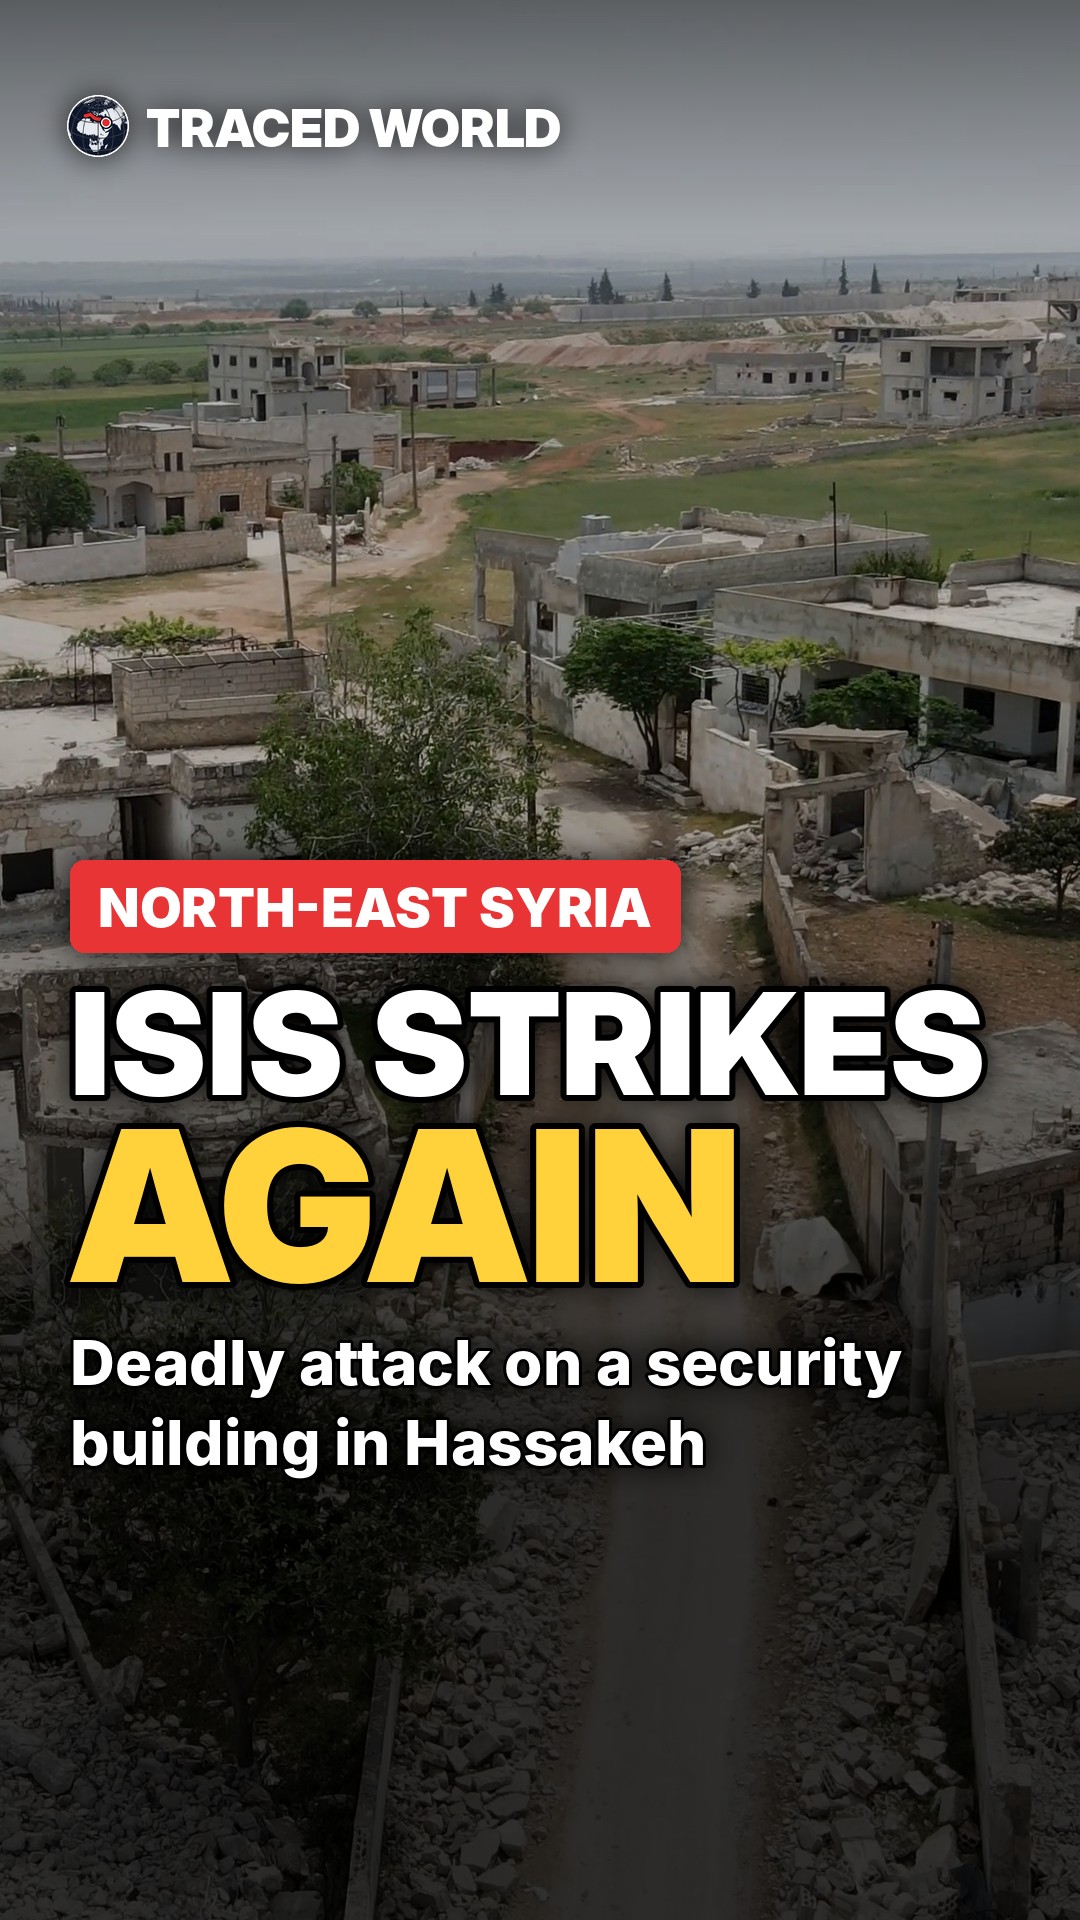 TRACED WORLD
NORTH-EAST SYRIA
ISIS STRIKES
AGAIN
Deadly attack on a security
building in Hassakeh